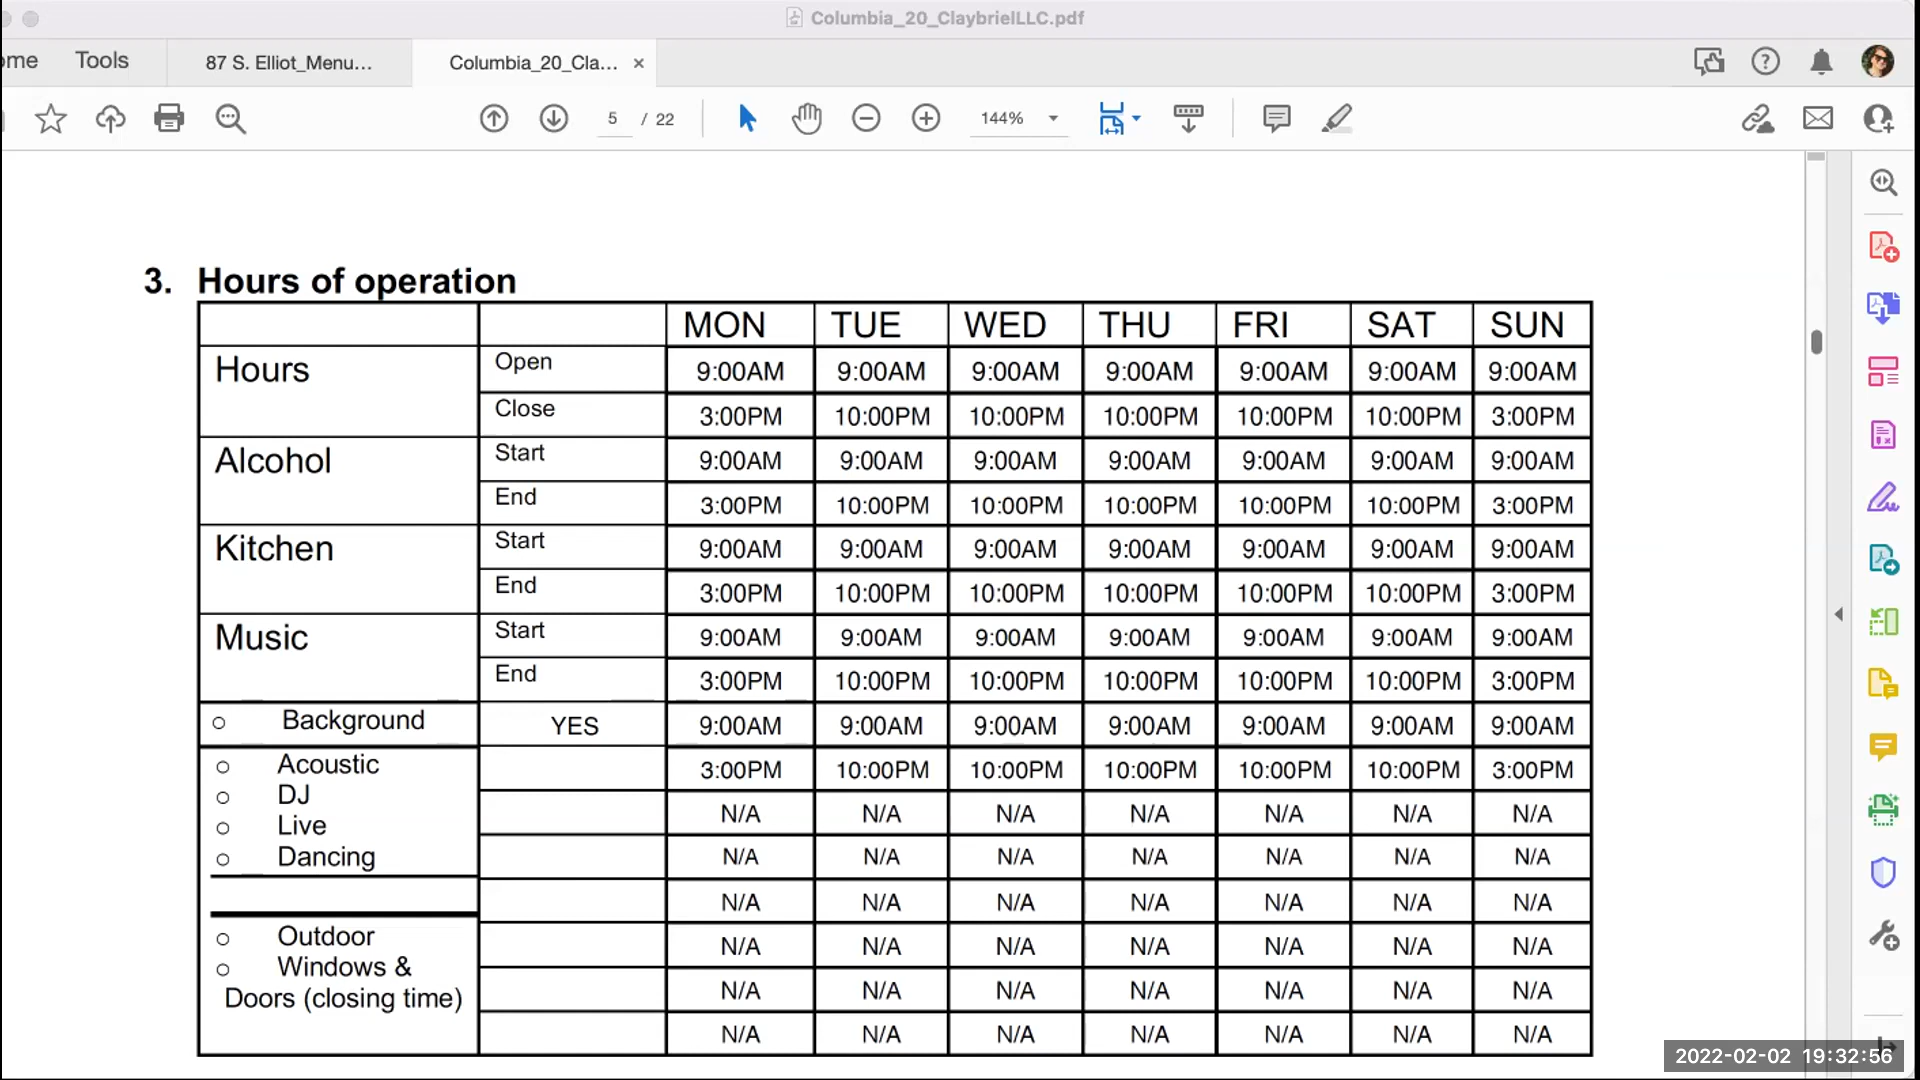 Columbia_20_ClaybrielLLC.pdf
ome Tools 87 S. Elliot_Menu... Columbia_20_Cla... ×
5 / 22 144%
3. Hours of operation
MON TUE WED THU FRI SAT SUN
Hours Open 9:00AM 9:00AM 9:00AM 9:00AM 9:00AM 9:00AM 9:00AM
Close 3:00PM 10:00PM 10:00PM 10:00PM 10:00PM 10:00PM 3:00PM
Alcohol Start 9:00AM 9:00AM 9:00AM 9:00AM 9:00AM 9:00AM 9:00AM
End 3:00PM 10:00PM 10:00PM 10:00PM 10:00PM 10:00PM 3:00PM
Kitchen Start 9:00AM 9:00AM 9:00AM 9:00AM 9:00AM 9:00AM 9:00AM
End 3:00PM 10:00PM 10:00PM 10:00PM 10:00PM 10:00PM 3:00PM
Music Start 9:00AM 9:00AM 9:00AM 9:00AM 9:00AM 9:00AM 9:00AM
End 3:00PM 10:00PM 10:00PM 10:00PM 10:00PM 10:00PM 3:00PM
○ Background YES 9:00AM 9:00AM 9:00AM 9:00AM 9:00AM 9:00AM 9:00AM
○ Acoustic 3:00PM 10:00PM 10:00PM 10:00PM 10:00PM 10:00PM 3:00PM
○ DJ N/A N/A N/A N/A N/A N/A N/A
○ Live
○ Dancing N/A N/A N/A N/A N/A N/A N/A
N/A N/A N/A N/A N/A N/A N/A
○ Outdoor N/A N/A N/A N/A N/A N/A N/A
○ Windows &
Doors (closing time) N/A N/A N/A N/A N/A N/A N/A
N/A N/A N/A N/A N/A N/A N/A
2022-02-02 19:32:56